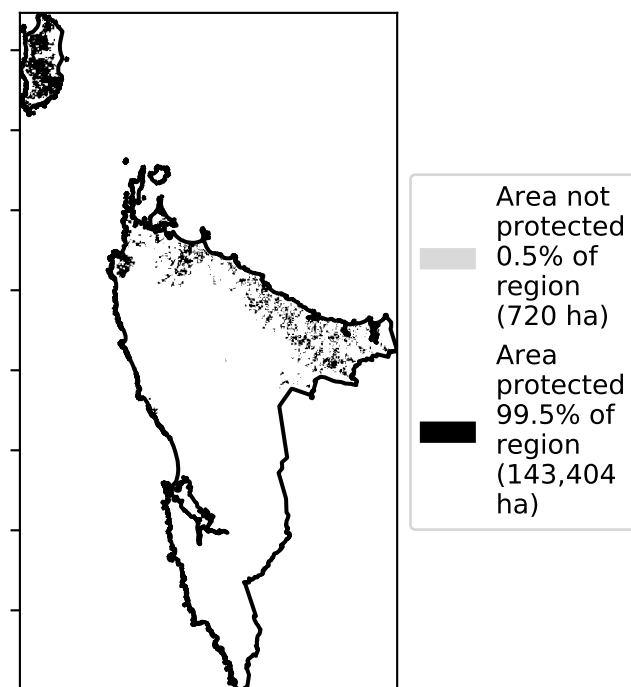 Area not
protected
0.5% of
region
(720 ha)
Area
protected
99.5% of
region
(143,404
ha)